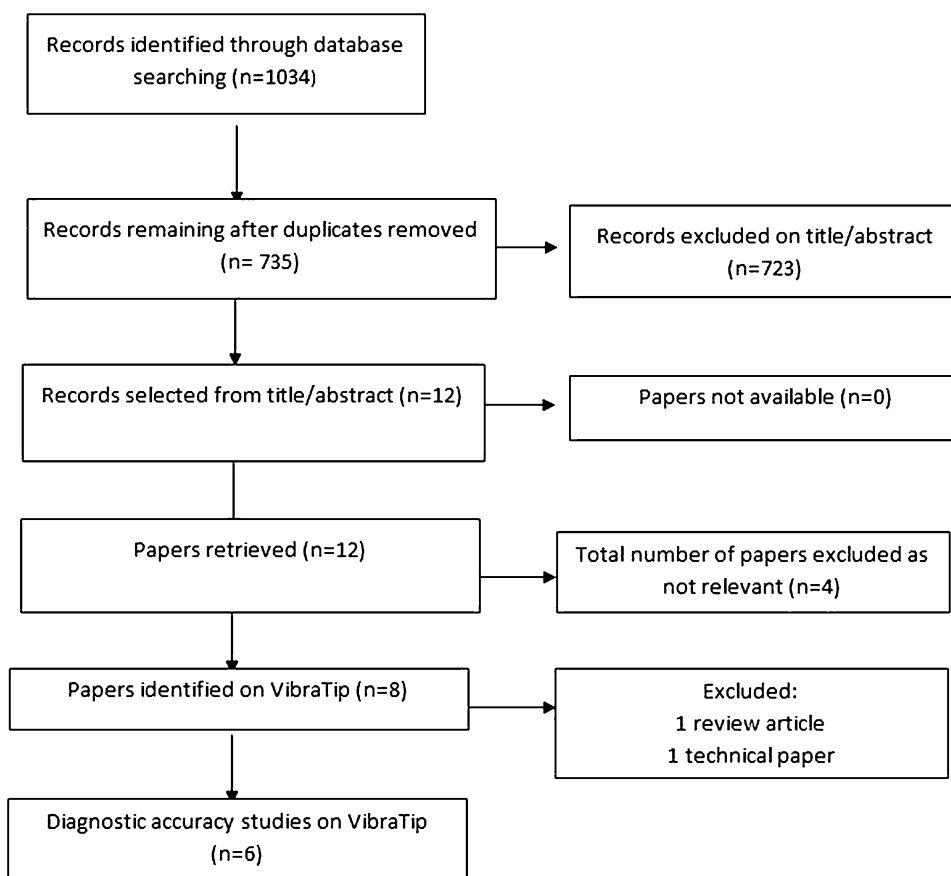 Records identified through database
searching (n=1034)
Records remaining after duplicates removed
(n= 735)
Records excluded on title/abstract
(n=723)
Records selected from title/abstract (n=12)
Papers not available (n=0)
Papers retrieved (n=12)
Total number of papers excluded as
not relevant (n=4)
Papers identified on VibraTip (n=8)
Excluded:
1 review article
1 technical paper
Diagnostic accuracy studies on VibraTip
(n=6)